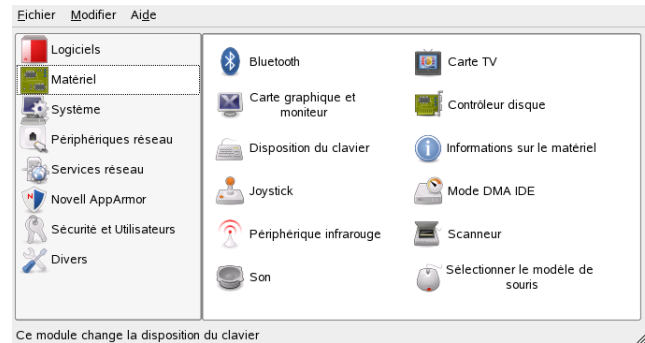 Fichier Modifier Aide
Logiciels
Matériel
Système
Périphériques réseau
Services réseau
Novell AppArmor
Sécurité et Utilisateurs
Divers
Bluetooth
Carte TV
Carte graphique et
moniteur
Contrôleur disque
Disposition du clavier
Informations sur le matériel
Joystick
Mode DMA IDE
Périphérique infrarouge
Scanneur
Son
Sélectionner le modèle de
souris
Ce module change la disposition du clavier